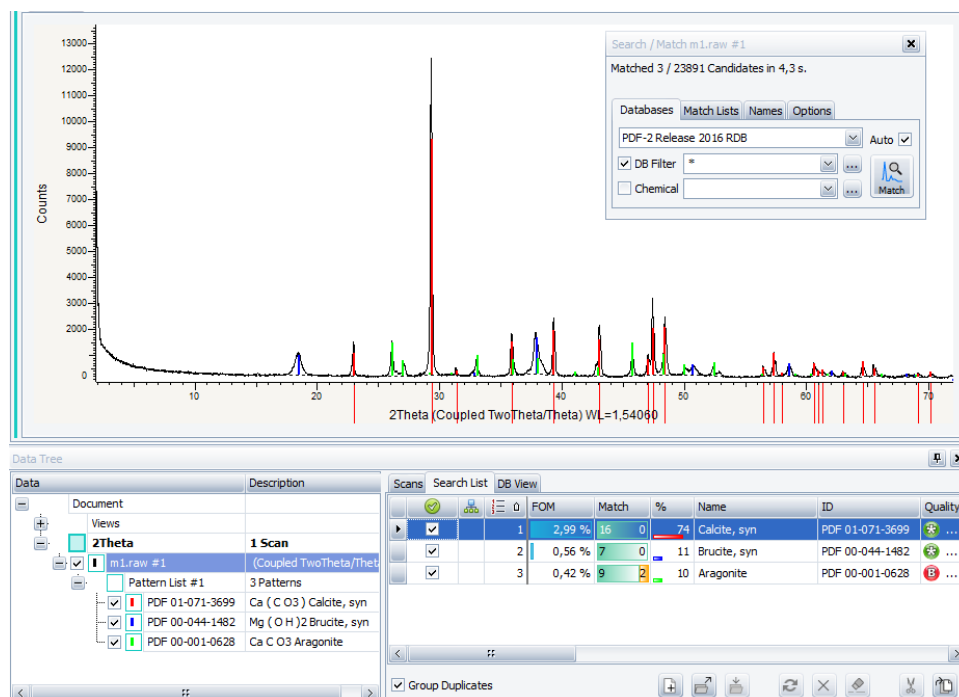 Search / Match m1.raw #1
Matched 3 / 23891 Candidates in 4,3 s.
Databases Match Lists Names Options
PDF-2 Release 2016 RDB Auto
DB Filter *
Chemical
Match
Counts
13000
12000
11000
10000
9000
8000
7000
6000
5000
4000
3000
2000
1000
0
10 20 30 40 50 60 70
2Theta (Coupled TwoTheta/Theta) WL=1,54060
Data Tree
Data Description
Document
Views
2Theta 1 Scan
m1.raw #1 (Coupled TwoTheta/Thet
Pattern List #1 3 Patterns
PDF 01-071-3699 Ca ( C O3 ) Calcite, syn
PDF 00-044-1482 Mg ( O H )2 Brucite, syn
PDF 00-001-0628 Ca C O3 Aragonite
Scans Search List DB View
FOM Match % Name ID Quality
1 2,99 % 16 0 74 Calcite, syn PDF 01-071-3699 ...
2 0,56 % 7 0 11 Brucite, syn PDF 00-044-1482 ...
3 0,42 % 9 2 10 Aragonite PDF 00-001-0628 B ...
Group Duplicates